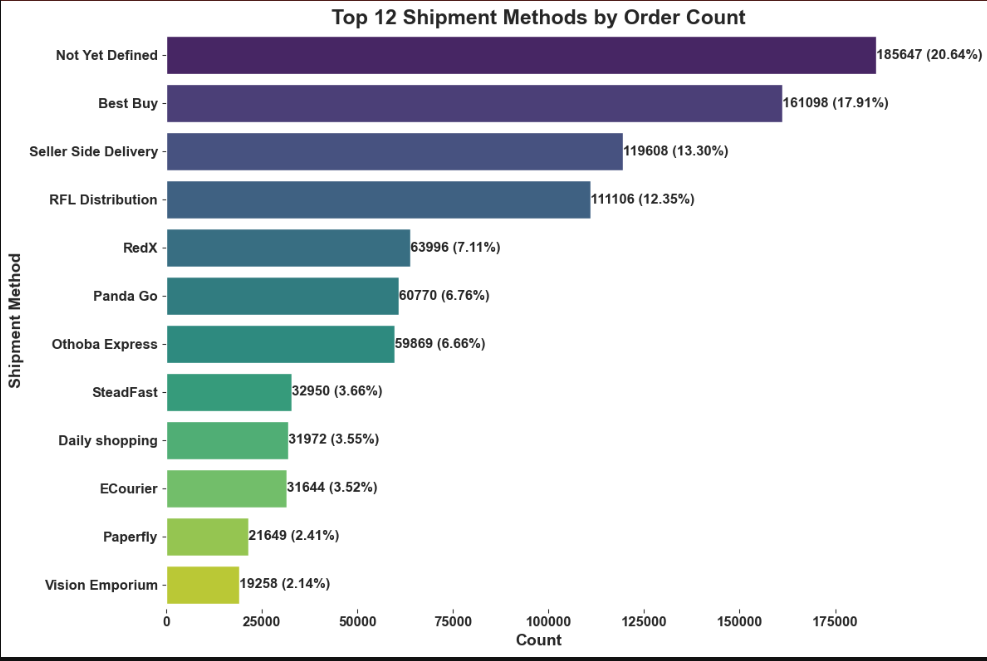 Top 12 Shipment Methods by Order Count
Not Yet Defined 185647 (20.64%)
Best Buy 161098 (17.91%)
Seller Side Delivery 119608 (13.30%)
RFL Distribution 111106 (12.35%)
RedX 63996 (7.11%)
Panda Go 60770 (6.76%)
Othoba Express 59869 (6.66%)
SteadFast 32950 (3.66%)
Daily shopping 31972 (3.55%)
ECourier 31644 (3.52%)
Paperfly 21649 (2.41%)
Vision Emporium 19258 (2.14%)
Shipment Method
0 25000 50000 75000 100000 125000 150000 175000
Count